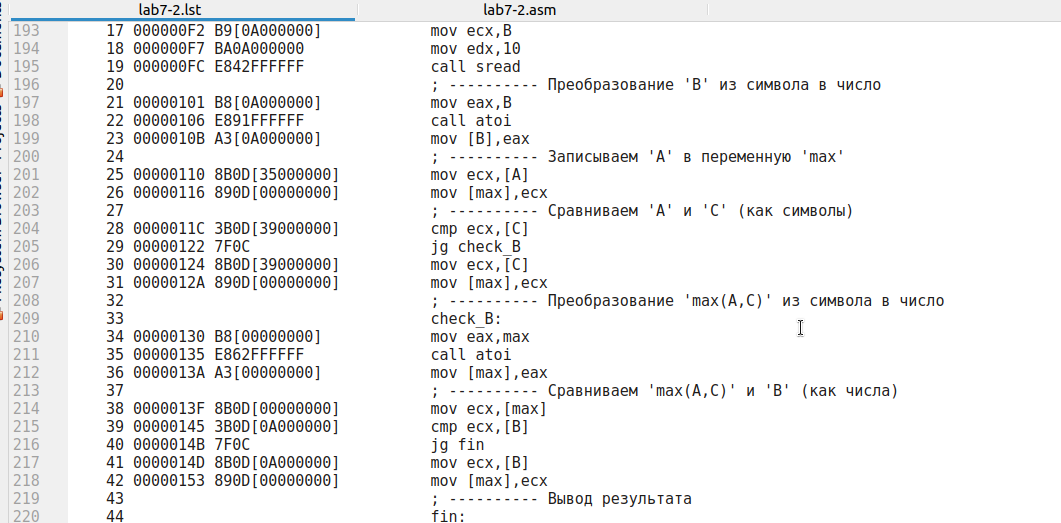 lab7-2.lst lab7-2.asm
193 17 000000F2 B9[0A000000] mov ecx,B
194 18 000000F7 BA0A000000 mov edx,10
195 19 000000FC E842FFFFFF call sread
196 20 ; ---------- Преобразование 'B' из символа в число
197 21 00000101 B8[0A000000] mov eax,B
198 22 00000106 E891FFFFFF call atoi
199 23 0000010B A3[0A000000] mov [B],eax
200 24 ; ---------- Записываем 'A' в переменную 'max'
201 25 00000110 8B0D[35000000] mov ecx,[A]
202 26 00000116 890D[00000000] mov [max],ecx
203 27 ; ---------- Сравниваем 'A' и 'C' (как символы)
204 28 0000011C 3B0D[39000000] cmp ecx,[C]
205 29 00000122 7F0C jg check_B
206 30 00000124 8B0D[39000000] mov ecx,[C]
207 31 0000012A 890D[00000000] mov [max],ecx
208 32 ; ---------- Преобразование 'max(A,C)' из символа в число
209 33 check_B:
210 34 00000130 B8[00000000] mov eax,max
211 35 00000135 E862FFFFFF call atoi
212 36 0000013A A3[00000000] mov [max],eax
213 37 ; ---------- Сравниваем 'max(A,C)' и 'B' (как числа)
214 38 0000013F 8B0D[00000000] mov ecx,[max]
215 39 00000145 3B0D[0A000000] cmp ecx,[B]
216 40 0000014B 7F0C jg fin
217 41 0000014D 8B0D[0A000000] mov ecx,[B]
218 42 00000153 890D[00000000] mov [max],ecx
219 43 ; ---------- Вывод результата
220 44 fin: